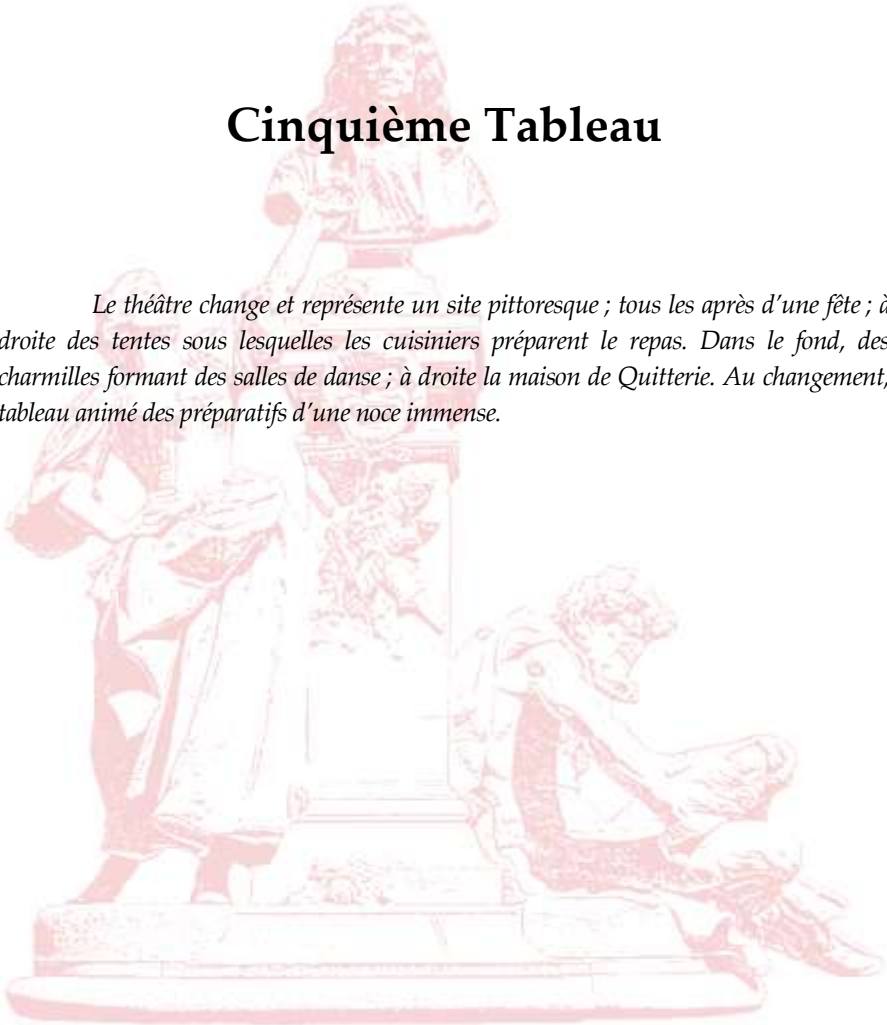 Cinquième Tableau
Le théâtre change et représente un site pittoresque ; tous les après d’une fête ; à
droite des tentes sous lesquelles les cuisiniers préparent le repas. Dans le fond, des
charmilles formant des salles de danse ; à droite la maison de Quitterie. Au changement,
tableau animé des préparatifs d’une noce immense.